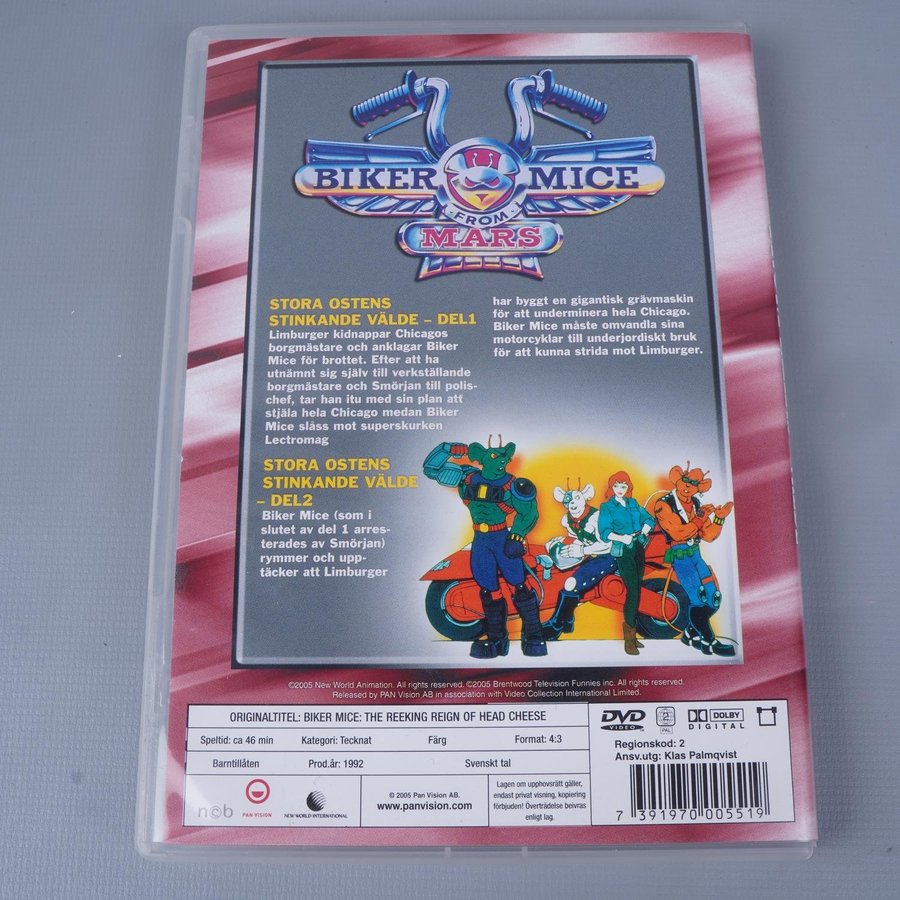 BIKER MICE
FROM
MARS
STORA OSTENS
STINKANDE VÄLDE – DEL1
Limburger kidnappar Chicagos
borgmästare och anklagar Biker
Mice för brottet. Efter att ha
utnämnt sig själv till verkställande
borgmästare och Smörjan till polis-
chef, tar han itu med sin plan att
stjäla hela Chicago medan Biker
Mice slåss mot superskurken
Lectromag
STORA OSTENS
STINKANDE VÄLDE
– DEL2
Biker Mice (som i
slutet av del 1 arres-
terades av Smörjan)
rymmer och upp-
täcker att Limburger
har byggt en gigantisk grävmaskin
för att underminera hela Chicago.
Biker Mice måste omvandla sina
motorcyklar till underjordiskt bruk
för att kunna strida mot Limburger.
©2005 New World Animation. All rights reserved. ©2005 Brentwood Television Funnies inc. All rights reserved.
Released by PAN Vision AB in association with Video Collection International Limited.
ORIGINALTITEL: BIKER MICE: THE REEKING REIGN OF HEAD CHEESE
Speltid: ca 46 min Kategori: Tecknat Färg Format: 4:3
Barntillåten Prod.år: 1992 Svenskt tal
ncb
PAN VISION
NEW WORLD INTERNATIONAL
© 2005 Pan Vision AB.
www.panvision.com
Lagen om upphovsrätt gäller,
endast privat visning, kopiering
förbjuden! Överträdelse beivras
enligt lag.
DVD
VIDEO
2
PAL
DOLBY
DIGITAL
Regionskod: 2
Ansv.utg: Klas Palmqvist
7 391970 005519